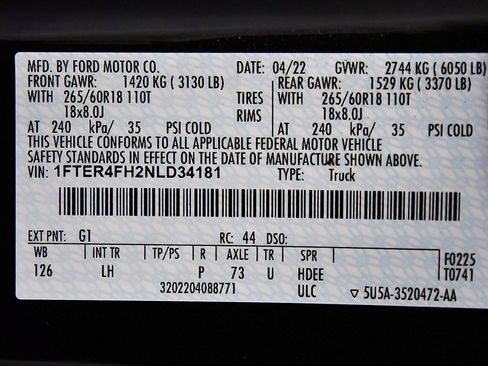 MFD. BY FORD MOTOR CO. DATE: 04/22 GVWR: 2744 KG (6050 LB)
FRONT GAWR: 1420 KG (3130 LB) REAR GAWR: 1529 KG (3370 LB)
WITH 265/60R18 110T TIRES WITH 265/60R18 110T
18x8.0J RIMS 18x8.0J
AT 240 kPa/ 35 PSI COLD AT 240 kPa/ 35 PSI COLD
THIS VEHICLE CONFORMS TO ALL APPLICABLE FEDERAL MOTOR VEHICLE
SAFETY STANDARDS IN EFFECT ON THE DATE OF MANUFACTURE SHOWN ABOVE.
VIN: 1FTER4FH2NLD34181 TYPE: Truck
EXT PNT: G1 RC: 44 DSO:
WB INT TR TP/PS R AXLE TR SPR F0225
126 LH P 73 U HDEE T0741
3202204088771 ULC ▽ 5U5A-3520472-AA